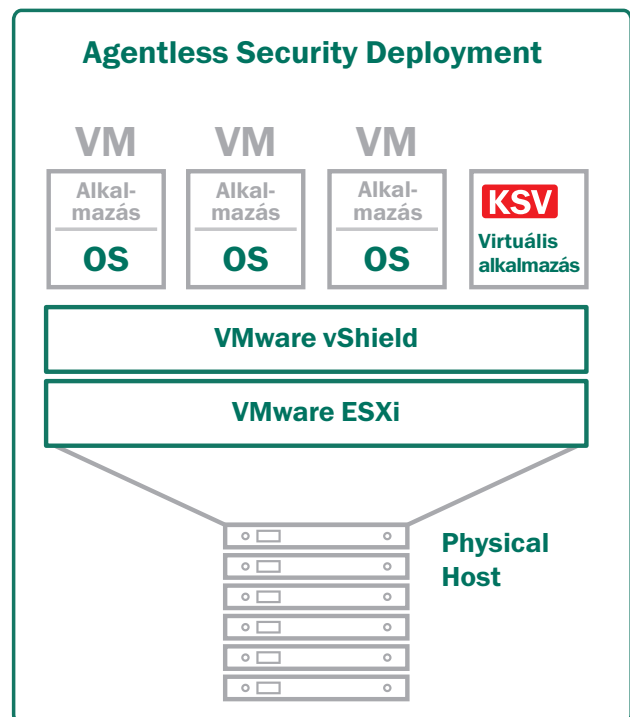 Agentless Security Deployment
VM
VM
VM
Alkal-
mazás
OS
Alkal-
mazás
OS
Alkal-
mazás
OS
KSV
Virtuális
alkalmazás
VMware vShield
VMware ESXi
Physical
Host